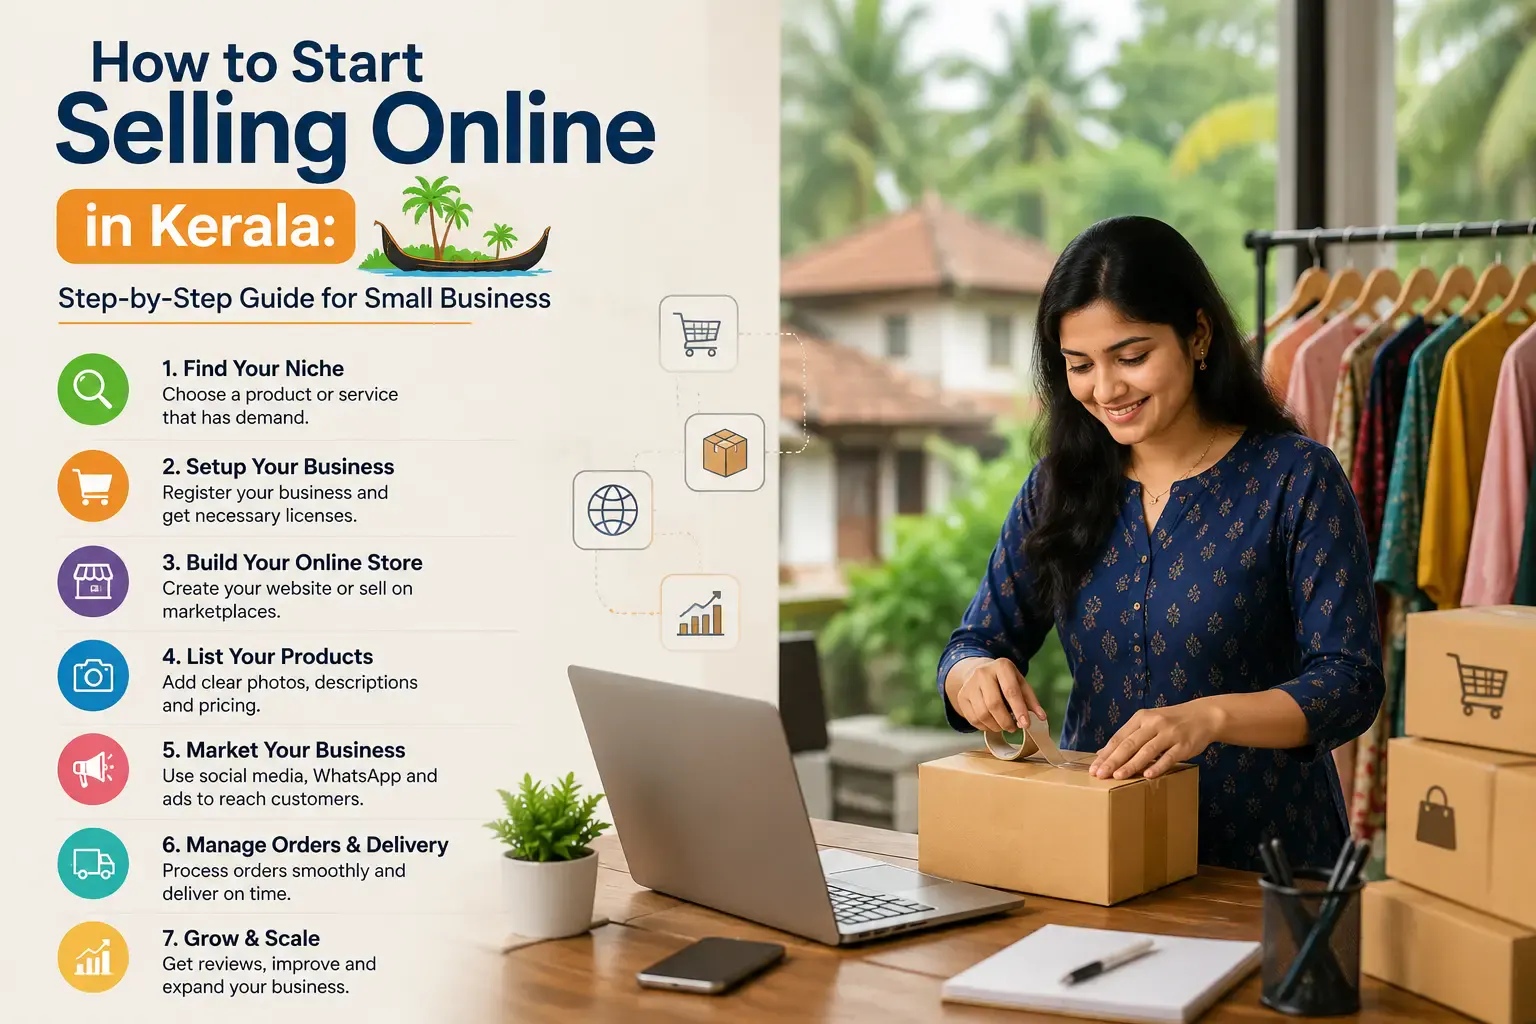 How to Start
Selling Online
in Kerala:
Step-by-Step Guide for Small Business
1. Find Your Niche
Choose a product or service
that has demand.
2. Setup Your Business
Register your business and
get necessary licenses.
3. Build Your Online Store
Create your website or sell on
marketplaces.
4. List Your Products
Add clear photos, descriptions
and pricing.
5. Market Your Business
Use social media, WhatsApp and
ads to reach customers.
6. Manage Orders & Delivery
Process orders smoothly and
deliver on time.
7. Grow & Scale
Get reviews, improve and
expand your business.